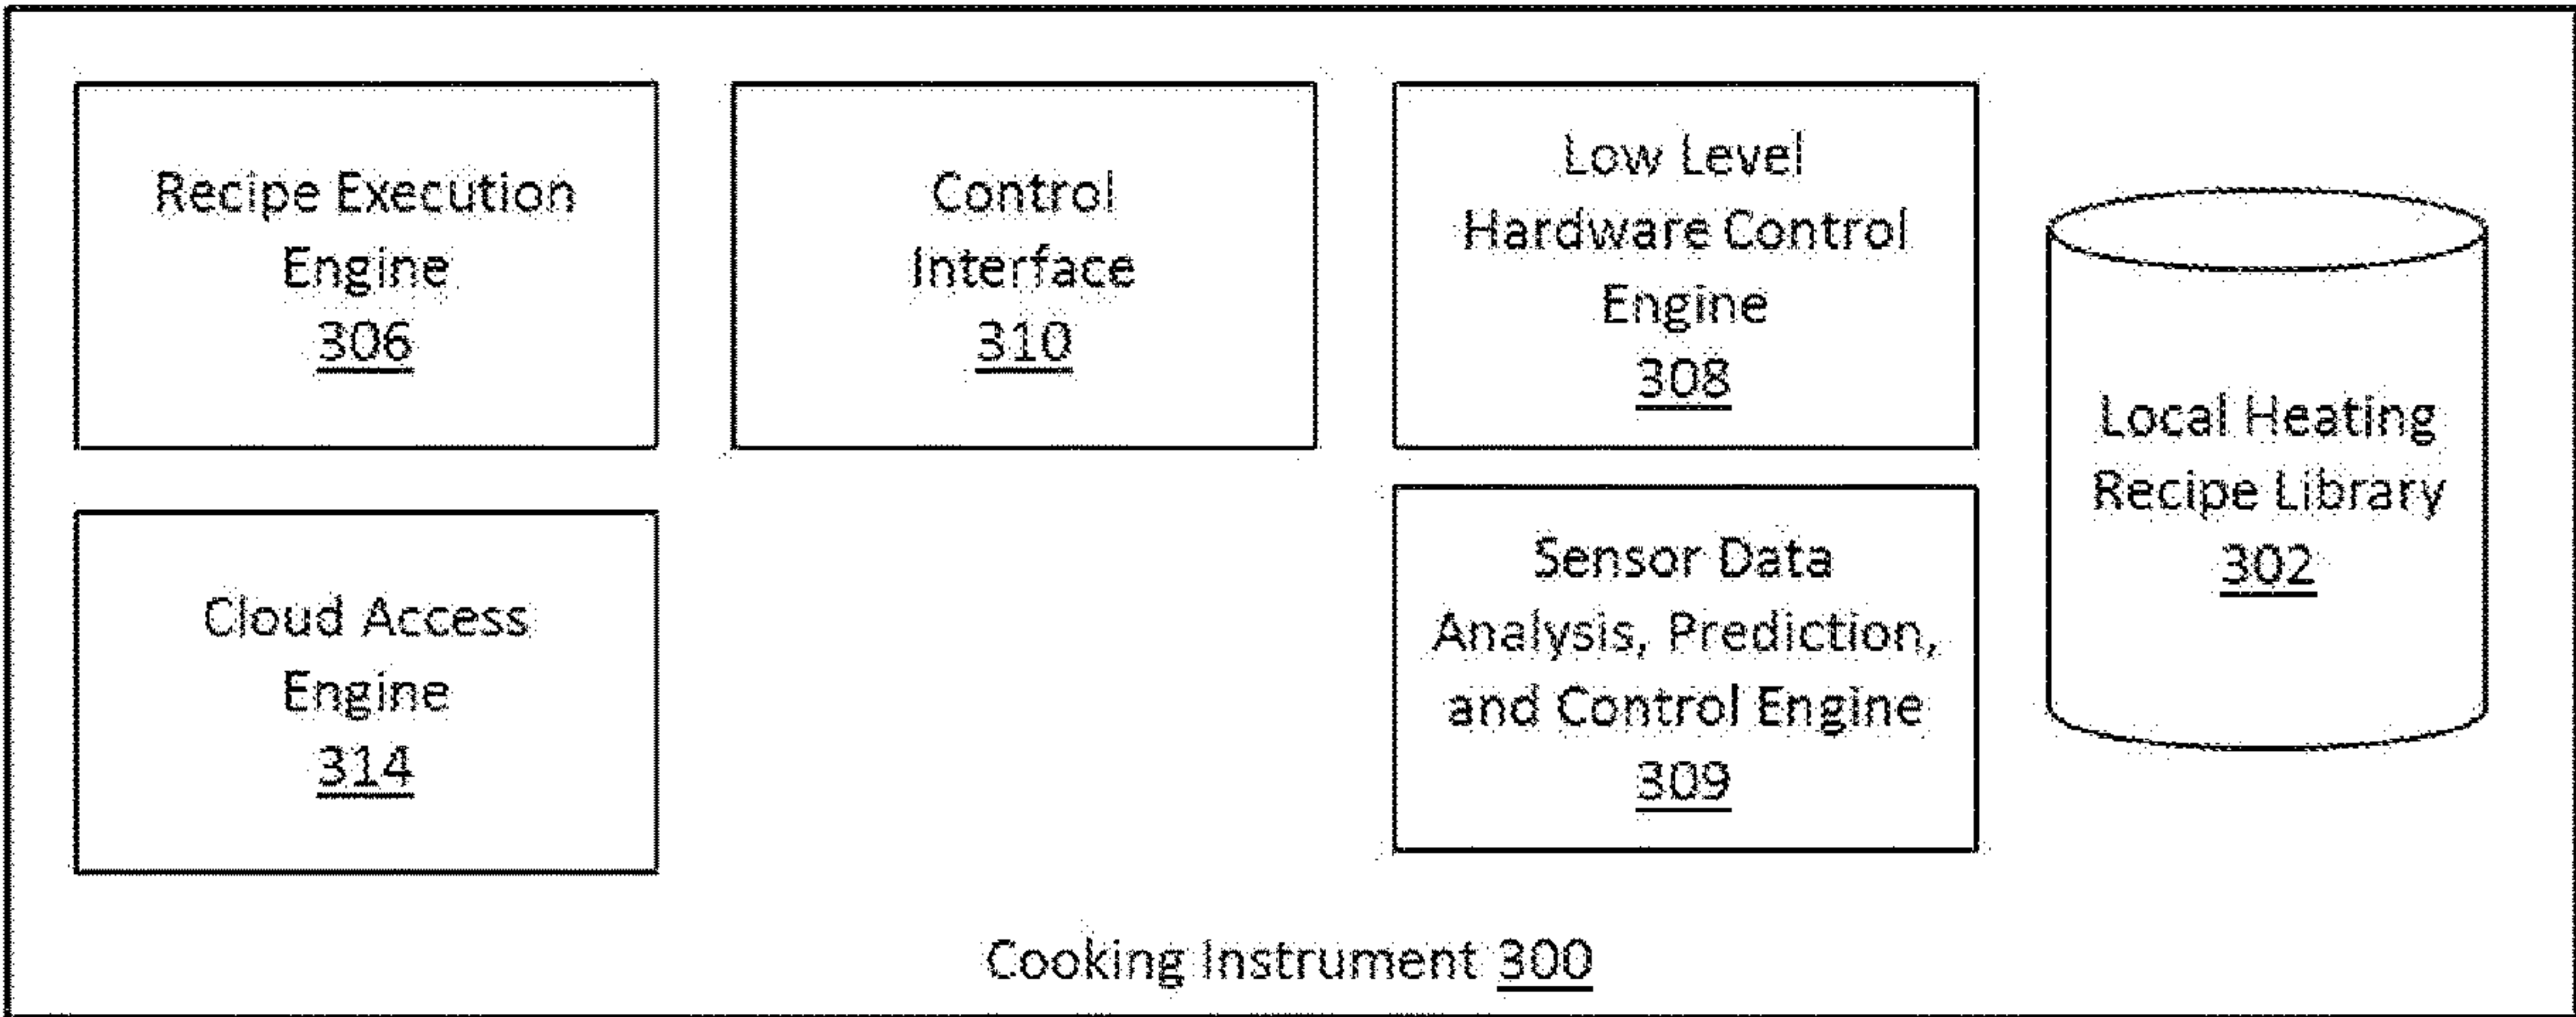 Recipe Execution
Engine
306
Control
Interface
310
Low Level
Hardware Control
Engine
308
Local Heating
Recipe Library
302
Cloud Access
Engine
314
Sensor Data
Analysis, Prediction,
and Control Engine
309
Cooking Instrument 300